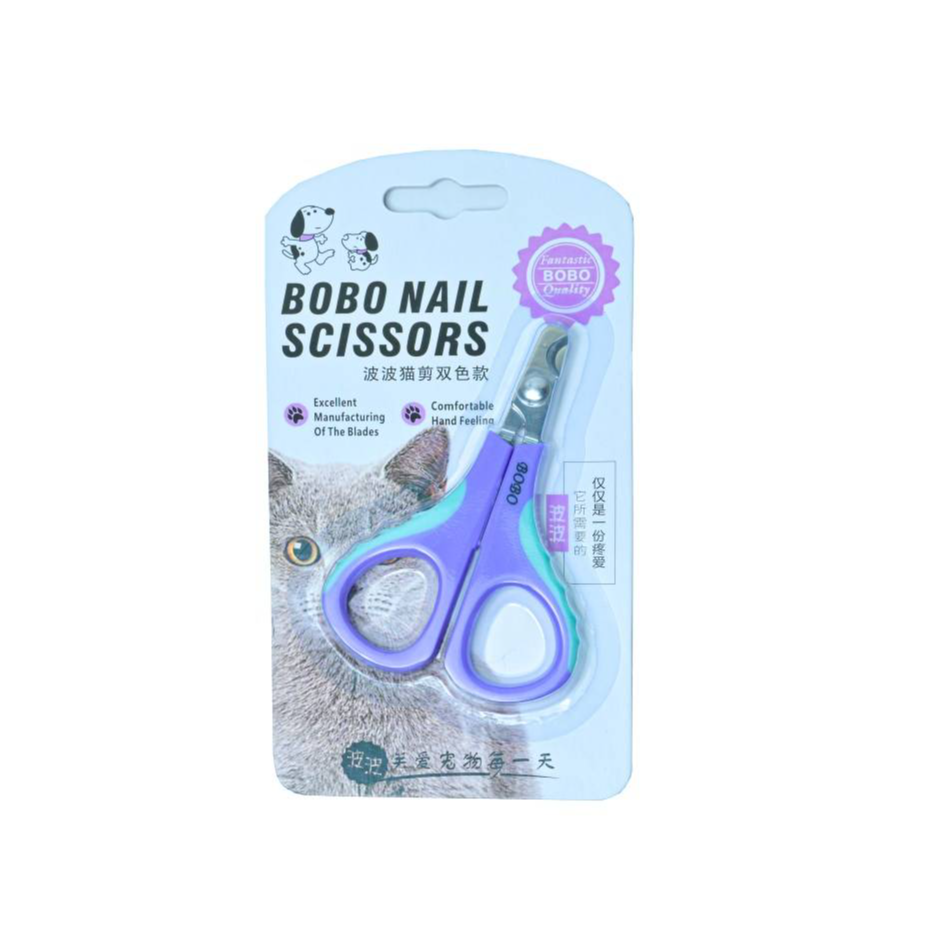 Fantastic
BOBO
Quality
BOBO NAIL
SCISSORS
波波猫剪双色款
Excellent
Manufacturing
Of The Blades
Comfortable
Hand Feeling
BOBO
仅仅是一份疼爱
它所需要的
波波
波波 关爱宠物每一天